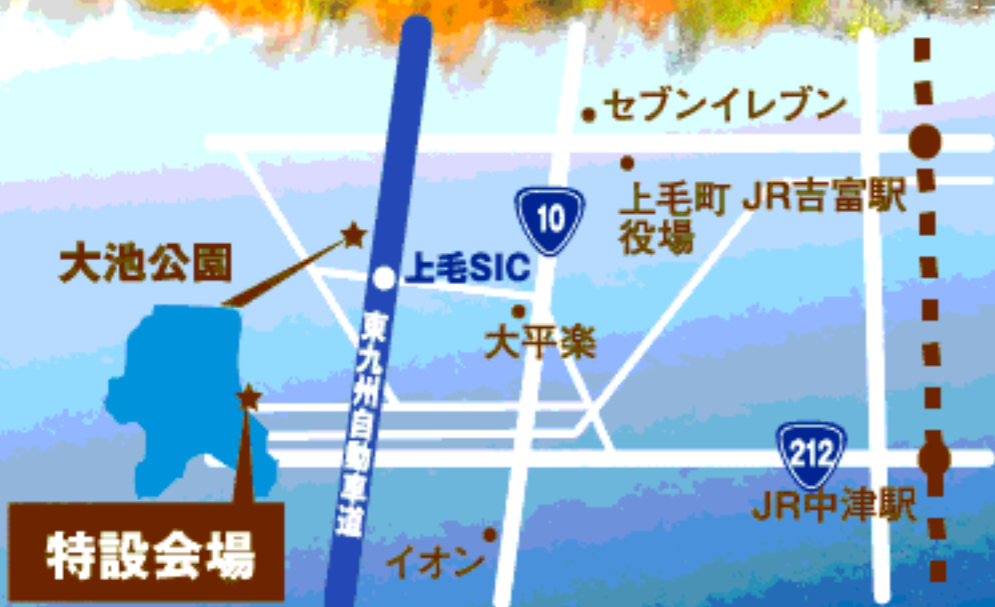 セブンイレブン
10
上毛町
役場
JR吉富駅
大池公園
上毛SIC
大平楽
東九州自動車道
212
JR中津駅
特設会場
イオン